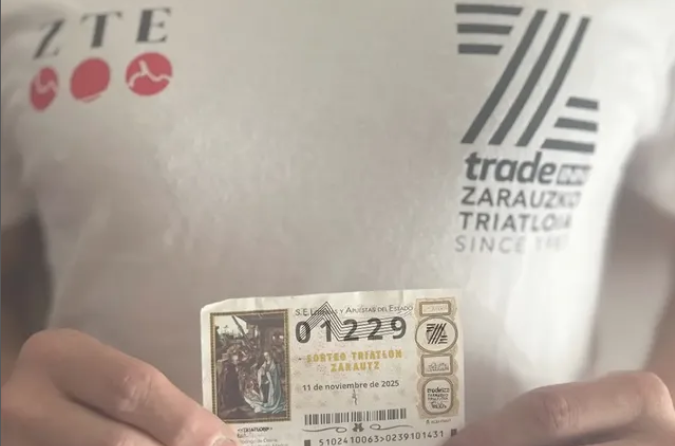 ZTE
trade INN
ZARAUZKO
TRIATLOIA
SINCE
S.E. LOTERÍAS Y APUESTAS DEL ESTADO
01229
SORTEO TRIATLON
ZARAUTZ
11 de noviembre de 2025
5102410063>0239101431